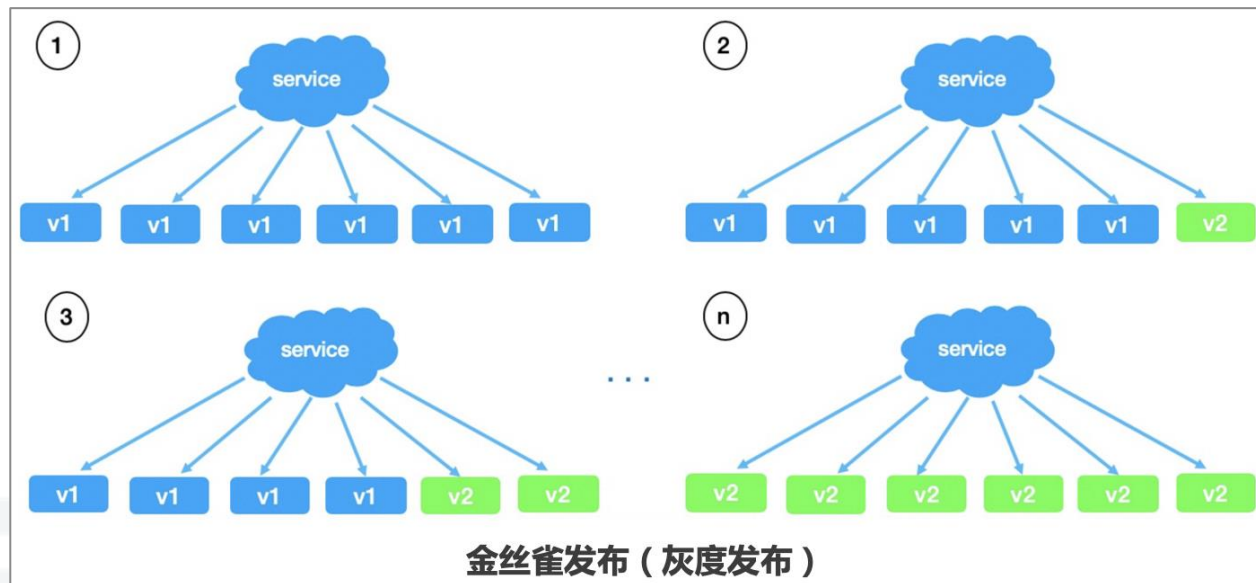 1
service
v1 v1 v1 v1 v1 v1
2
service
v1 v1 v1 v1 v1 v2
3
service
v1 v1 v1 v1 v2 v2
. . .
n
service
v2 v2 v2 v2 v2 v2
金丝雀发布（灰度发布）